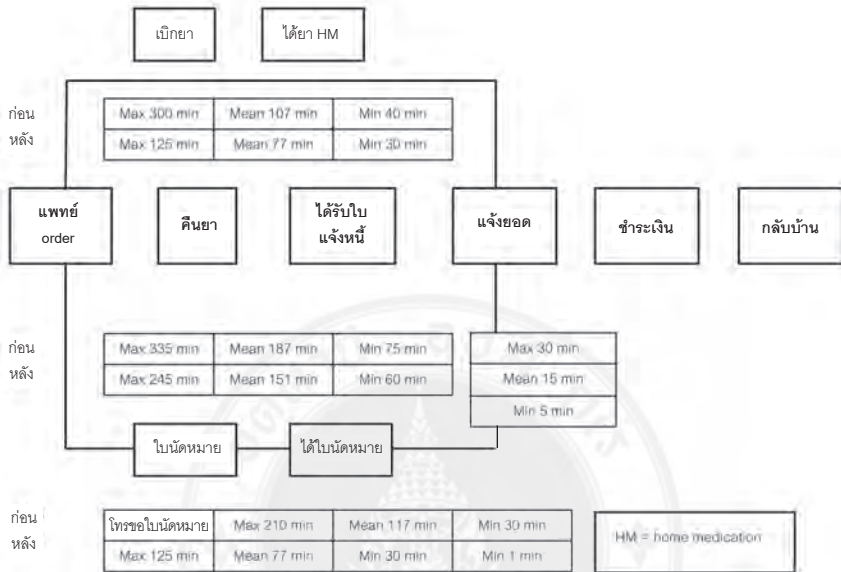 เบิกยา
ได้ยา HM
ก่อน
Max 300 min Mean 107 min Min 40 min
หลัง
Max 125 min Mean 77 min Min 30 min
แพทย์
order
คืนยา
ได้รับใบ
แจ้งหนี้
แจ้งยอด
ชำระเงิน
กลับบ้าน
ก่อน
Max 335 min Mean 187 min Min 75 min
หลัง
Max 245 min Mean 151 min Min 60 min
Max 30 min
Mean 15 min
Min 5 min
ใบนัดหมาย
ได้ใบนัดหมาย
ก่อน
โทรขอใบนัดหมาย Max 210 min Mean 117 min Min 30 min
หลัง
Max 125 min Mean 77 min Min 30 min Min 1 min
HM = home medication